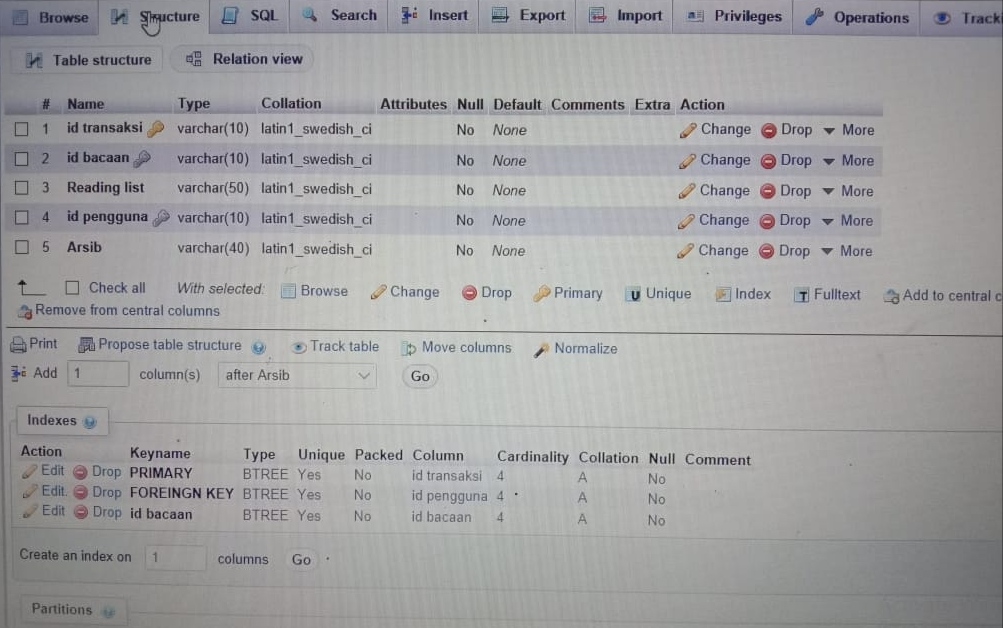 Browse Structure SQL Search Insert Export Import Privileges Operations
Table structure Relation view
# Name Type Collation Attributes Null Default Comments Extra Action
1 id transaksi varchar(10) latin1_swedish_ci No None Change Drop More
2 id bacaan varchar(10) latin1_swedish_ci No None Change Drop More
3 Reading list varchar(50) latin1_swedish_ci No None Change Drop More
4 id pengguna varchar(10) latin1_swedish_ci No None Change Drop More
5 Arsib varchar(40) latin1_swedish_ci No None Change Drop More
Check all With selected: Browse Change Drop Primary Unique Index Fulltext Add to central c
Remove from central columns
Print Propose table structure Track table Move columns Normalize
Add 1 column(s) after Arsib Go
Indexes
Action Keyname Type Unique Packed Column Cardinality Collation Null Comment
Edit Drop PRIMARY BTREE Yes No id transaksi 4 A No
Edit Drop FOREINGN KEY BTREE Yes No id pengguna 4 A No
Edit Drop id bacaan BTREE Yes No id bacaan 4 A No
Create an index on 1 columns Go
Partitions